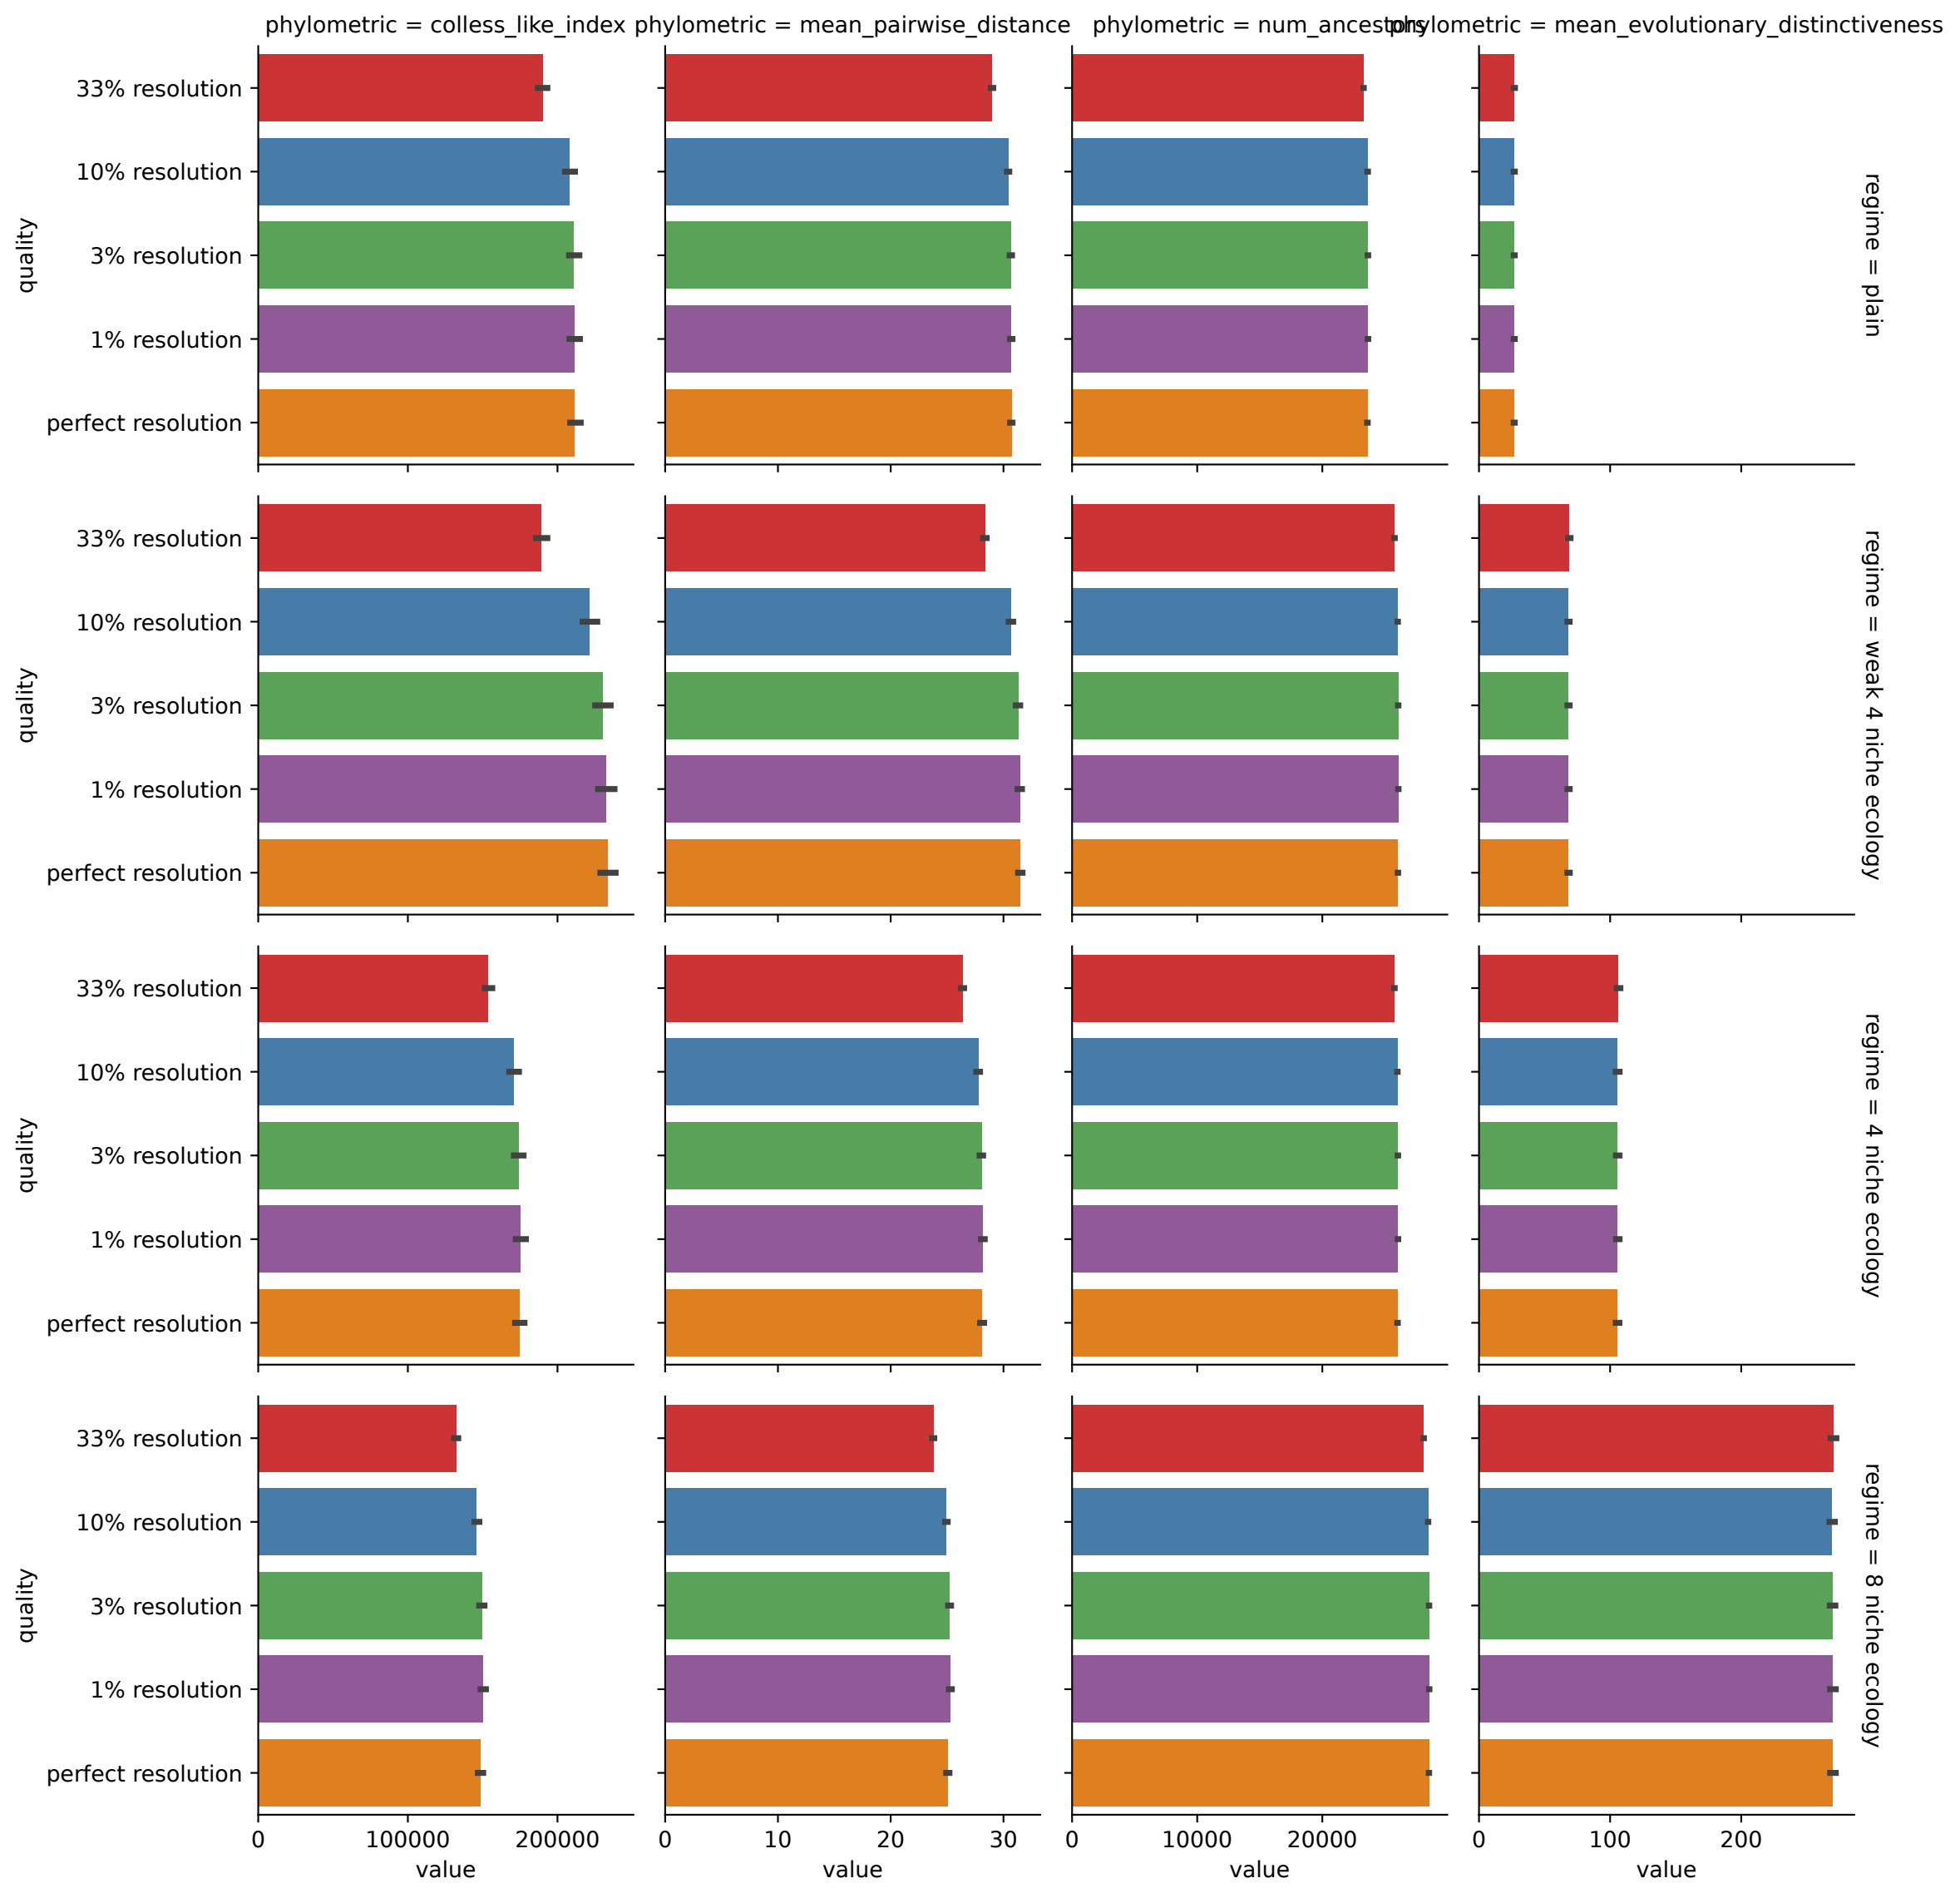 phylometric = colless_like_index
phylometric = mean_pairwise_distance
phylometric = num_ancestors
phylometric = mean_evolutionary_distinctiveness
quality
33% resolution
10% resolution
3% resolution
1% resolution
perfect resolution
regime = plain
quality
33% resolution
10% resolution
3% resolution
1% resolution
perfect resolution
regime = weak 4 niche ecology
quality
33% resolution
10% resolution
3% resolution
1% resolution
perfect resolution
regime = 4 niche ecology
quality
33% resolution
10% resolution
3% resolution
1% resolution
perfect resolution
regime = 8 niche ecology
0 100000 200000
0 10 20 30
0 10000 20000
0 100 200
value
value
value
value